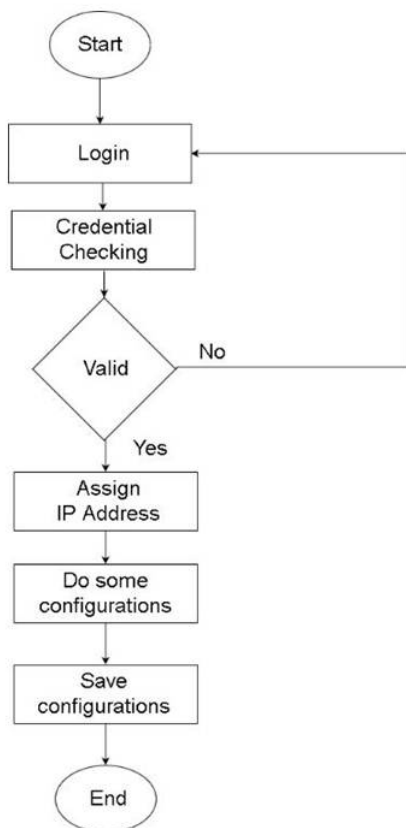 Start
Login
Credential
Checking
Valid
No
Yes
Assign
IP Address
Do some
configurations
Save
configurations
End